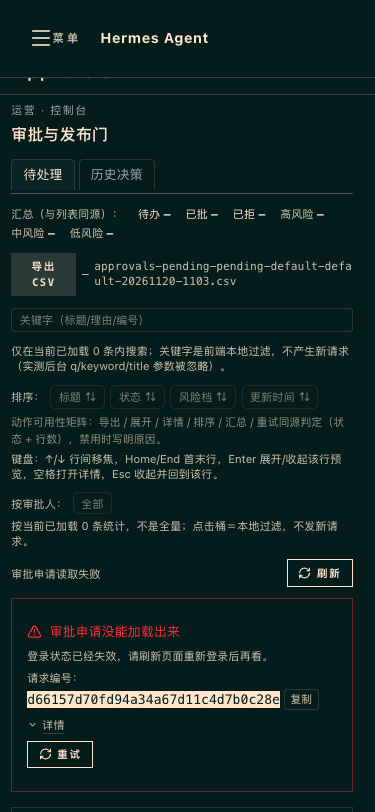 菜单 Hermes Agent
运营 · 控制台
审批与发布门
待处理 历史决策
汇总（与列表同源）： 待办 — 已批 — 已拒 — 高风险 —
中风险 — 低风险 —
导出 CSV — approvals-pending-pending-default-defa
ult-20261120-1103.csv
关键字（标题/理由/编号）
仅在当前已加载 0 条内搜索；关键字是前端本地过滤，不产生新请求
（实测后台 q/keyword/title 参数被忽略）。
排序： 标题 ⇅ 状态 ⇅ 风险档 ⇅ 更新时间 ⇅
动作可用性矩阵：导出 / 展开 / 详情 / 排序 / 汇总 / 重试同源判定（状
态 + 行数），禁用时写明原因。
键盘：↑/↓ 行间移焦，Home/End 首末行，Enter 展开/收起该行预
览，空格打开详情，Esc 收起并回到该行。
按审批人： 全部
按当前已加载 0 条统计，不是全量；点击桶＝本地过滤，不发新请
求。
审批申请读取失败 刷新
审批申请没能加载出来
登录状态已经失效，请刷新页面重新登录后再看。
请求编号：
d66157d70fd94a34a67d11c4d7b0c28e 复制
详情
重试